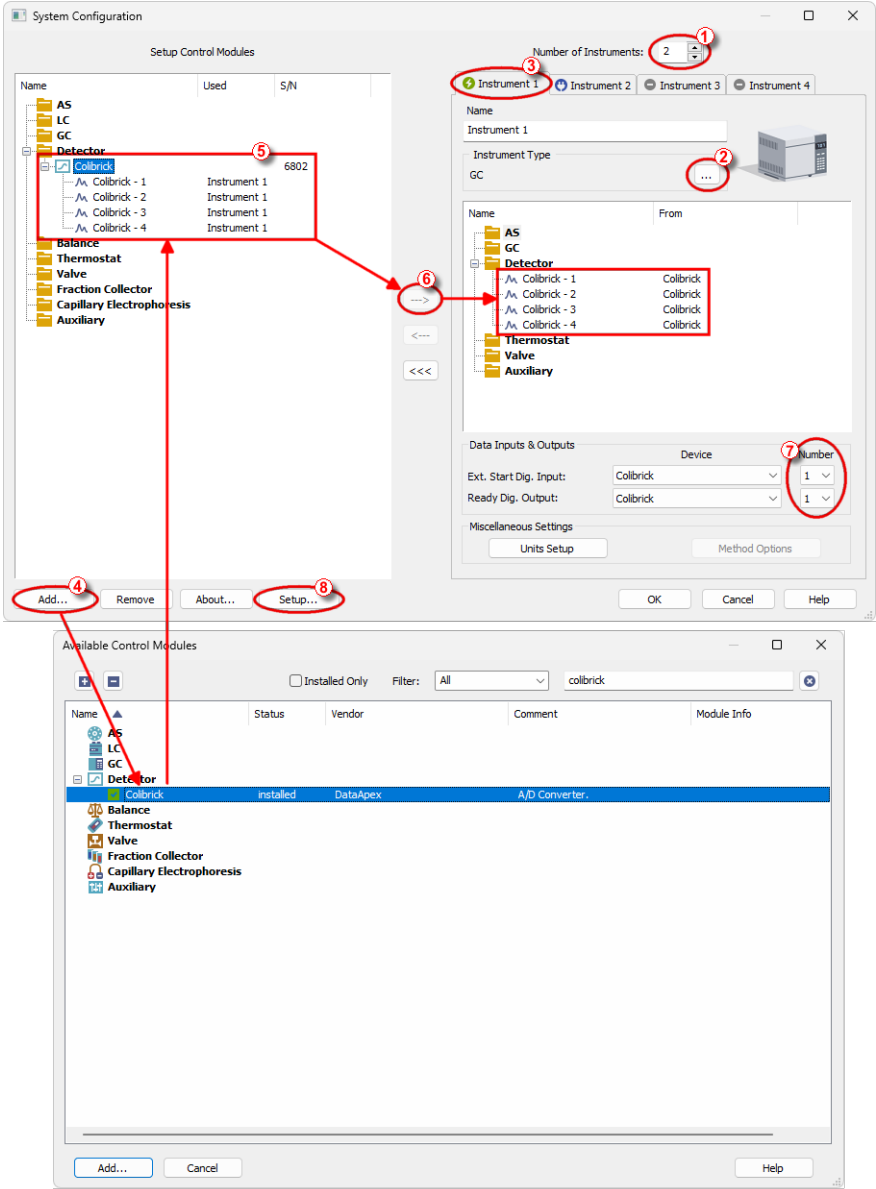 System Configuration
Setup Control Modules
Number of Instruments: 2 1
Name Used S/N
AS
LC
GC
Detector
5
Colibrick 6802
Colibrick - 1 Instrument 1
Colibrick - 2 Instrument 1
Colibrick - 3 Instrument 1
Colibrick - 4 Instrument 1
Balance
Thermostat
Valve
Fraction Collector
Capillary Electrophoresis
Auxiliary
6
--->
<---
<<<
3
Instrument 1 Instrument 2 Instrument 3 Instrument 4
Name
Instrument 1
Instrument Type
GC ... 2
Name From
AS
GC
Detector
Colibrick - 1 Colibrick
Colibrick - 2 Colibrick
Colibrick - 3 Colibrick
Colibrick - 4 Colibrick
Thermostat
Valve
Auxiliary
Data Inputs & Outputs
Device 7 Number
Ext. Start Dig. Input: Colibrick 1
Ready Dig. Output: Colibrick 1
Miscellaneous Settings
Units Setup Method Options
4 8
Add... Remove About... Setup... OK Cancel Help
Available Control Modules
Installed Only Filter: All colibrick
Name Status Vendor Comment Module Info
AS
LC
GC
Detector
Colibrick installed DataApex A/D Converter.
Balance
Thermostat
Valve
Fraction Collector
Capillary Electrophoresis
Auxiliary
Add... Cancel Help